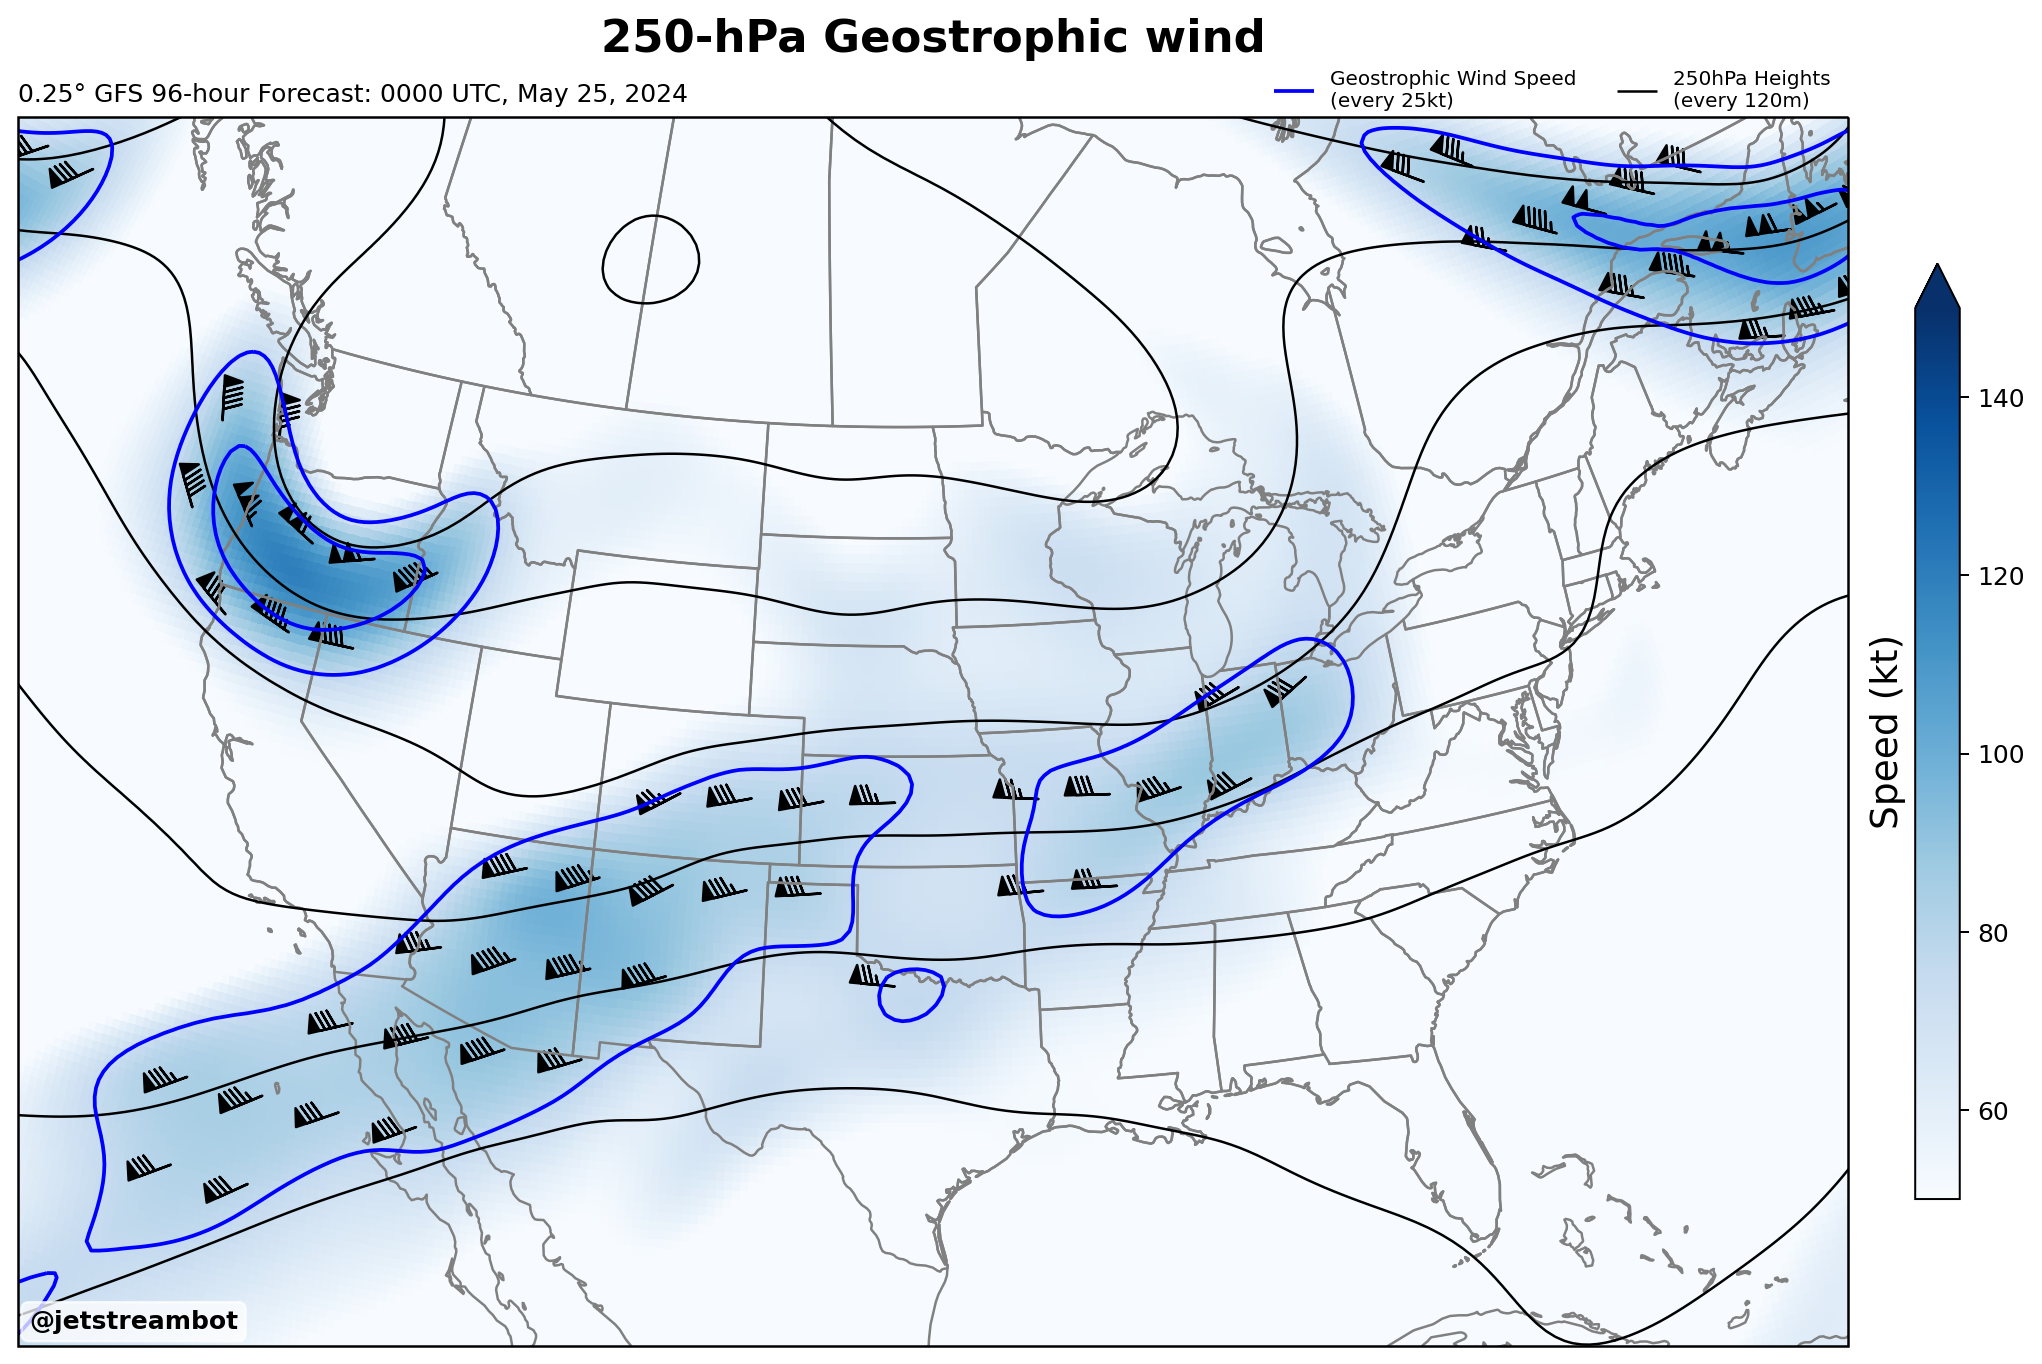 250-hPa Geostrophic wind
0.25° GFS 96-hour Forecast: 0000 UTC, May 25, 2024
Geostrophic Wind Speed
(every 25kt)
250hPa Heights
(every 120m)
140
120
100
80
60
Speed (kt)
@jetstreambot